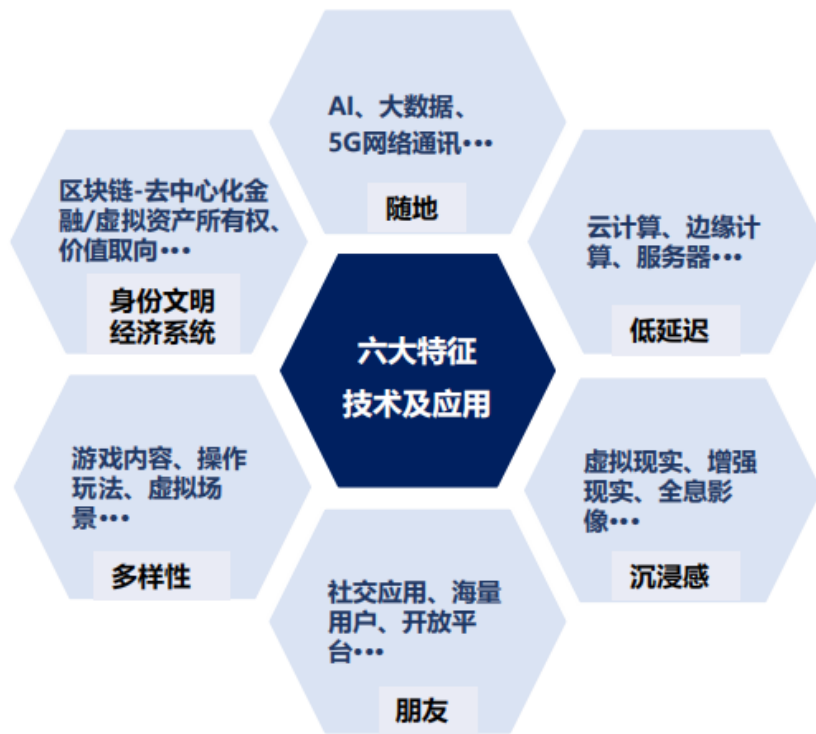 AI、大数据、
5G网络通讯•••
随地
区块链-去中心化金
融/虚拟资产所有权、
价值取向•••
身份文明
经济系统
云计算、边缘计
算、服务器•••
低延迟
六大特征
技术及应用
游戏内容、操作
玩法、虚拟场
景•••
多样性
虚拟现实、增强
现实、全息影
像•••
沉浸感
社交应用、海量
用户、开放平
台•••
朋友